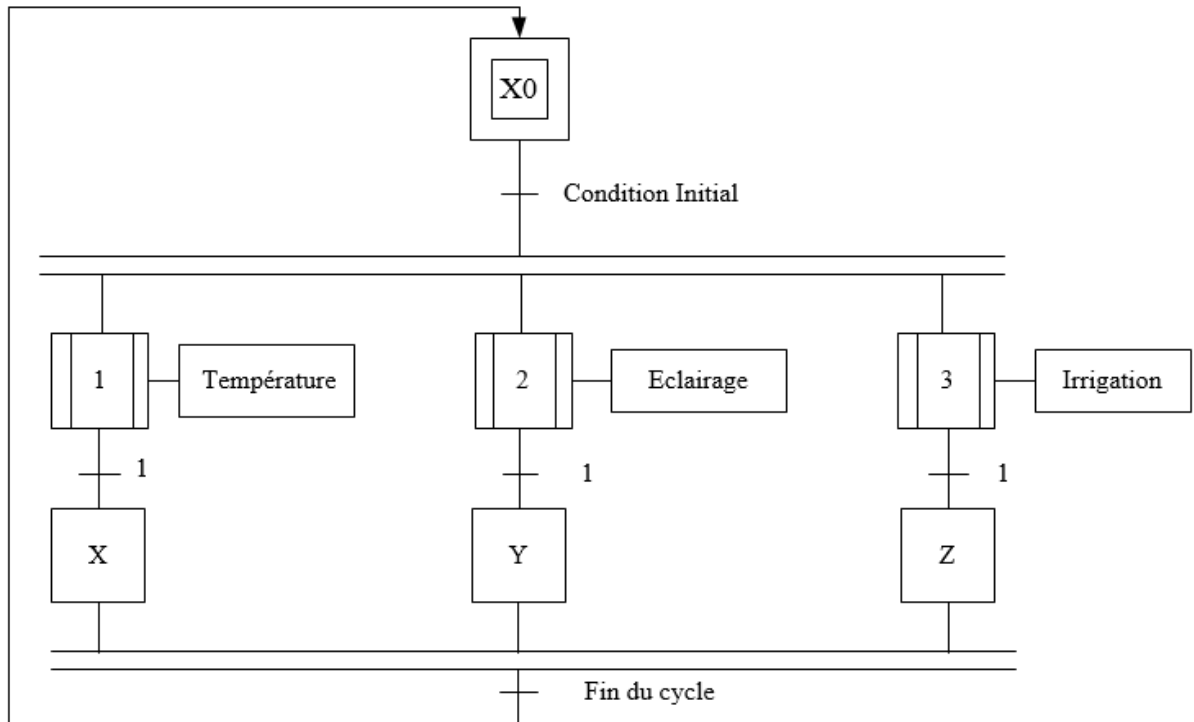 X0
Condition Initial
1
Température
2
Eclairage
3
Irrigation
1
1
1
X
Y
Z
Fin du cycle